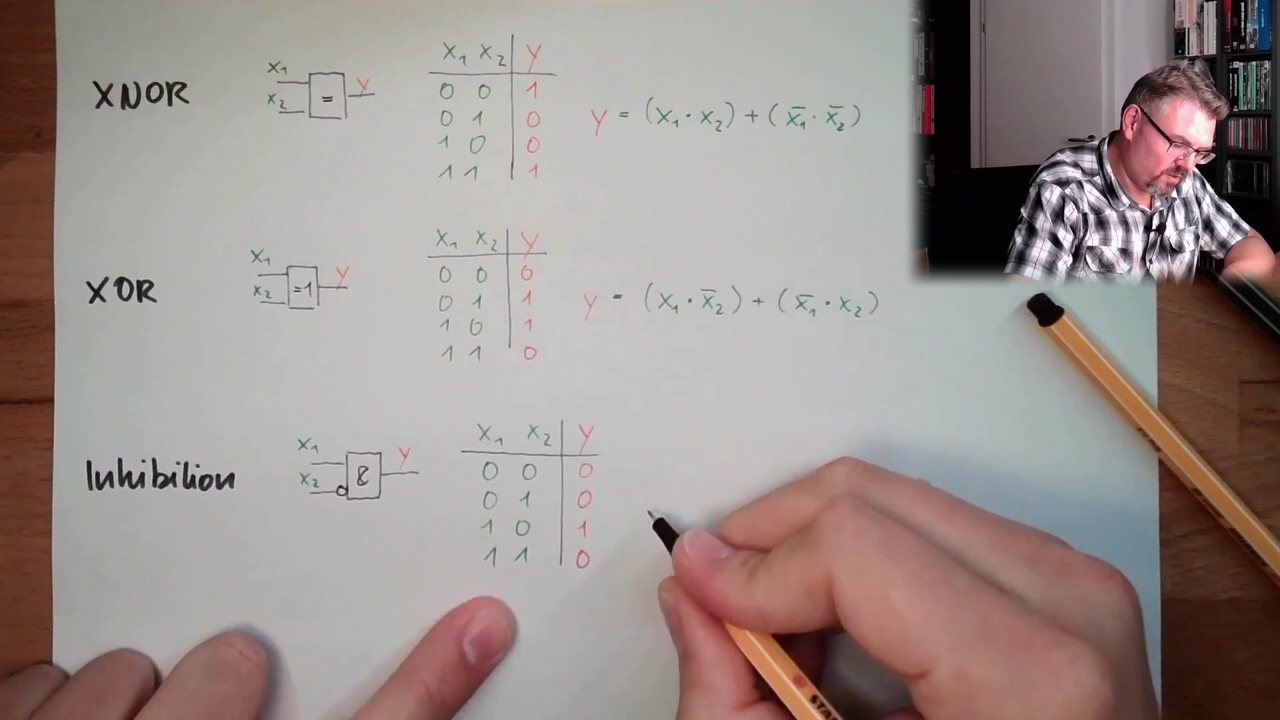 XNOR
x₁
x₂
=
y
x₁ x₂ y
0 0 1
0 1 0
1 0 0
1 1 1
y = (x₁ · x₂) + (x̄₁ · x̄₂)
XOR
x₁
x₂
=1
y
x₁ x₂ y
0 0 0
0 1 1
1 0 1
1 1 0
y = (x₁ · x̄₂) + (x̄₁ · x₂)
Inhibition
x₁
x₂
&
y
x₁ x₂ y
0 0 0
0 1 0
1 0 1
1 1 0